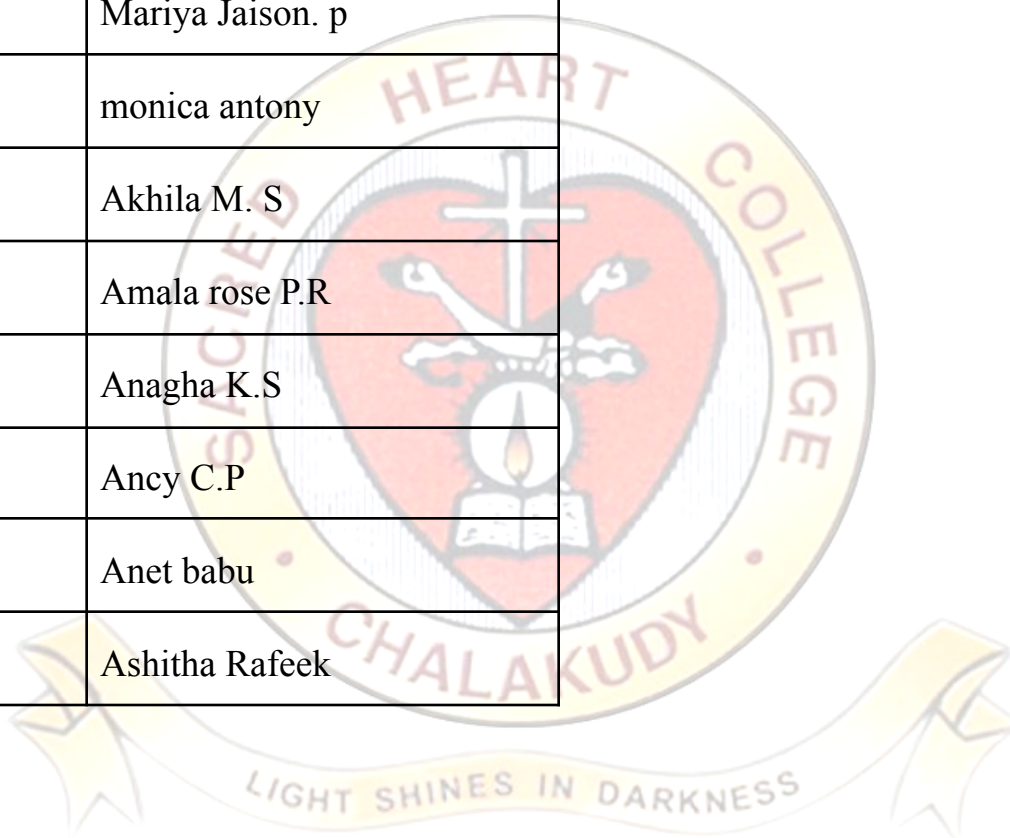 Mariya Jaison. p
monica antony
Akhila M. S
Amala rose P.R
Anagha K.S
Ancy C.P
Anet babu
Ashitha Rafeek
SACRED HEART COLLEGE
CHALAKUDY
LIGHT SHINES IN DARKNESS